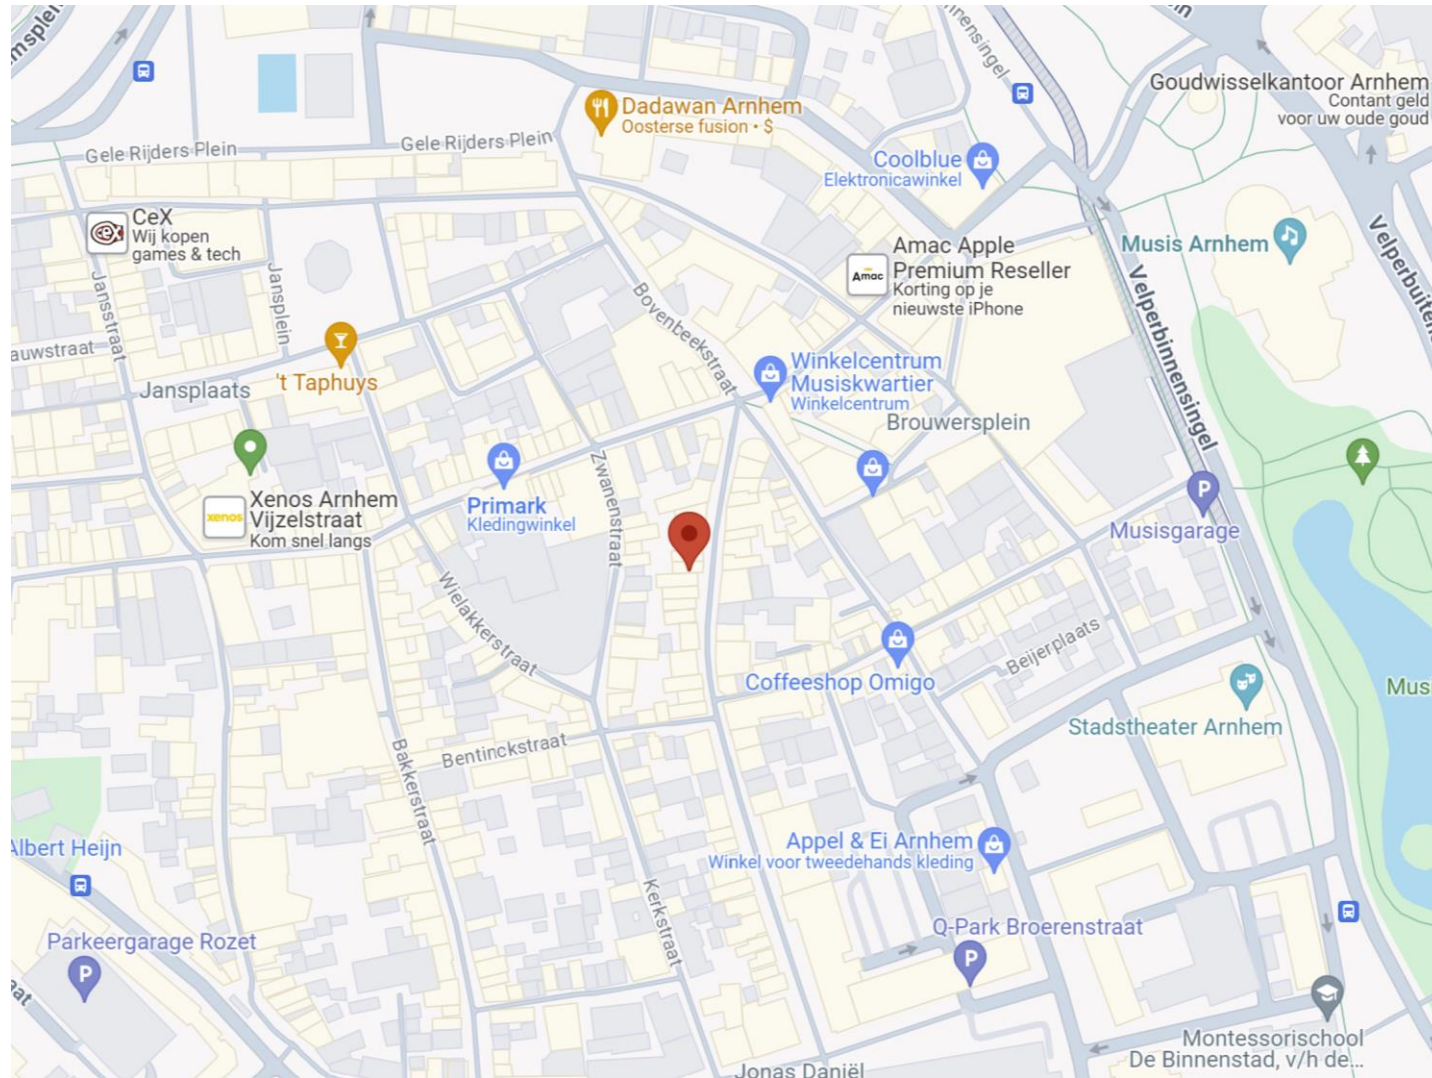 Gele Rijders Plein
Gele Rijders Plein
Dadawan Arnhem
Oosterse fusion • $
Coolblue
Elektronicawinkel
Goudwisselkantoor Arnhem
Contant geld
voor uw oude goud
CeX
Wij kopen
games & tech
Jansstraat
Jansplein
Bovenbeekstraat
Amac
Amac Apple
Premium Reseller
Korting op je
nieuwste iPhone
Musis Arnhem
Velperbinnensingel
't Taphuys
Jansplaats
Winkelcentrum
Musiskwartier
Winkelcentrum
Brouwersplein
Primark
Kledingwinkel
Zwanenstraat
xenos
Xenos Arnhem
Vijzelstraat
Kom snel langs
P
Musisgarage
Wielakkerstraat
Coffeeshop Omigo
Beijerplaats
Stadstheater Arnhem
Bentinckstraat
Bakkerstraat
Albert Heijn
Appel & Ei Arnhem
Winkel voor tweedehands kleding
Kerkstraat
Parkeergarage Rozet
P
Q-Park Broerenstraat
P
Montessorischool
De Binnenstad, v/h de...
Jonas Daniël